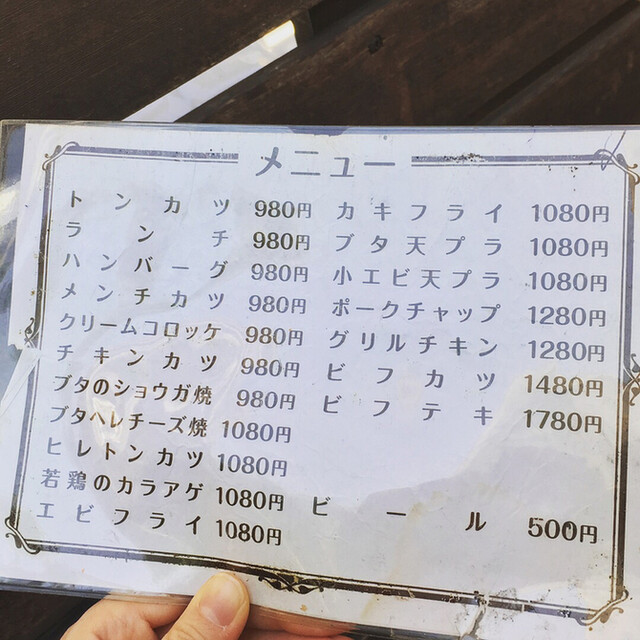 メニュー
トンカツ 980円
ランチ 980円
ハンバーグ 980円
メンチカツ 980円
クリームコロッケ 980円
チキンカツ 980円
ブタのショウガ焼 980円
ブタヘレチーズ焼 1080円
ヒレトンカツ 1080円
若鶏のカラアゲ 1080円
エビフライ 1080円
カキフライ 1080円
ブタ天プラ 1080円
小エビ天プラ 1080円
ポークチャップ 1280円
グリルチキン 1280円
ビフカツ 1480円
ビフテキ 1780円
ビール 500円